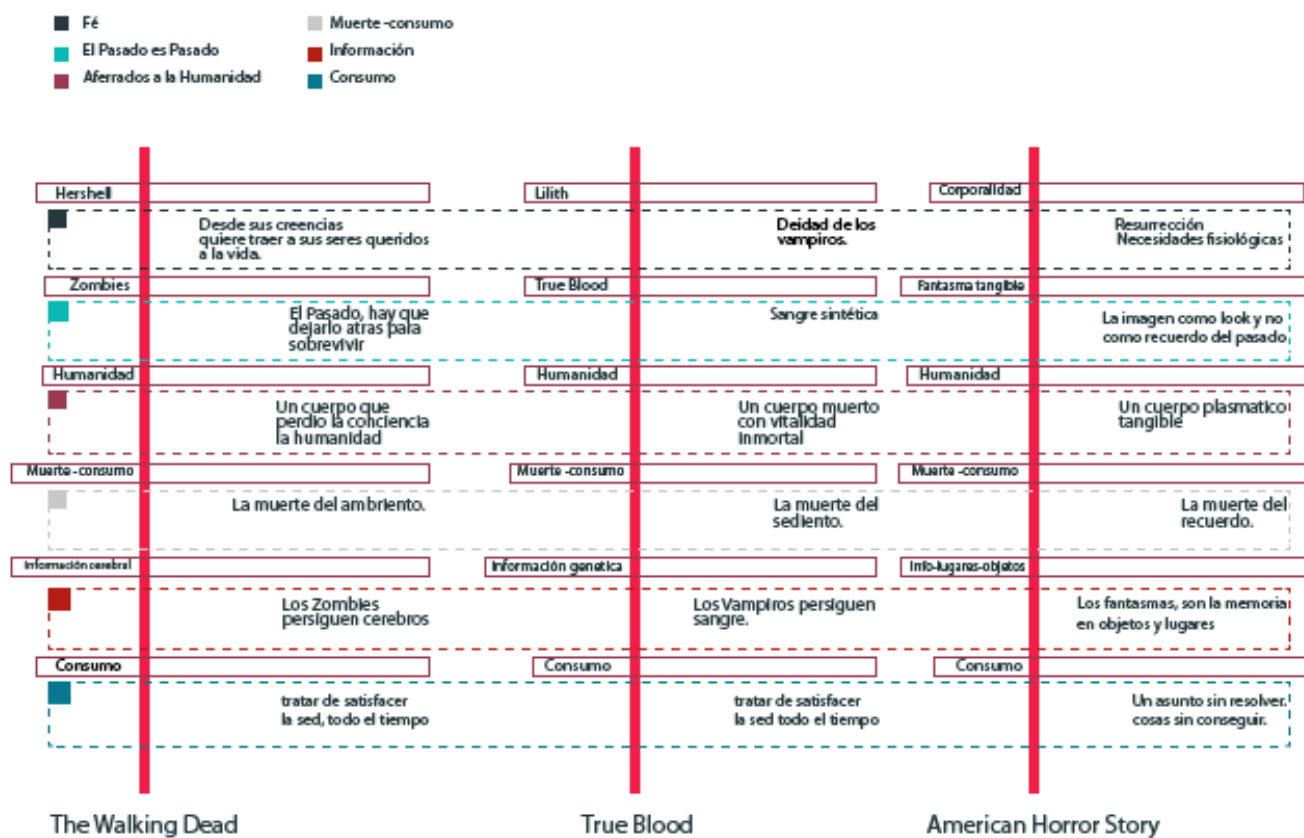 Fé
El Pasado es Pasado
Aferrados a la Humanidad
Muerte -consumo
Información
Consumo
Hershell
Lilith
Corporalidad
Desde sus creencias
quiere traer a sus seres queridos
a la vida.
Deidad de los
vampiros.
Resurrección
Necesidades fisiológicas
Zombies
True Blood
Fantasma tangible
El Pasado, hay que
dejarlo atras para
sobrevivir
Sangre sintética
La imagen como look y no
como recuerdo del pasado
Humanidad
Humanidad
Humanidad
Un cuerpo que
perdio la conciencia
la humanidad
Un cuerpo muerto
con vitalidad
inmortal
Un cuerpo plasmatico
tangible
Muerte -consumo
Muerte -consumo
Muerte -consumo
La muerte del ambriento.
La muerte del
sediento.
La muerte del
recuerdo.
Información cerebral
Información genetica
Info-lugares-objetos
Los Zombies
persiguen cerebros
Los Vampiros persiguen
sangre.
Los fantasmas, son la memoria
en objetos y lugares
Consumo
Consumo
Consumo
tratar de satisfacer
la sed, todo el tiempo
tratar de satisfacer
la sed todo el tiempo
Un asunto sin resolver.
cosas sin conseguir.
The Walking Dead
True Blood
American Horror Story